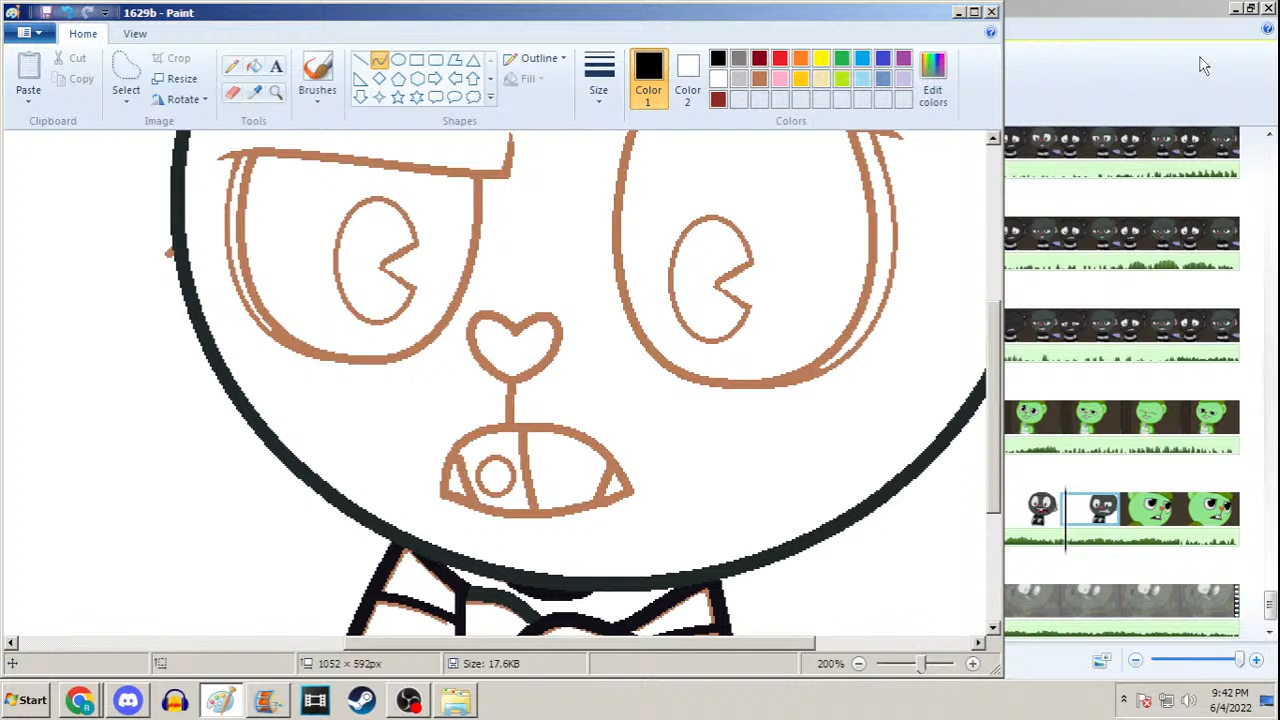 1629b - Paint
Home
View
Paste
Cut
Copy
Clipboard
Select
Crop
Resize
Rotate
Image
A
Tools
Brushes
Outline
Fill
Shapes
Size
Color 1
Color 2
Edit colors
Colors
1052 × 592px
Size: 17.6KB
200%
Start
9:42 PM
6/4/2022